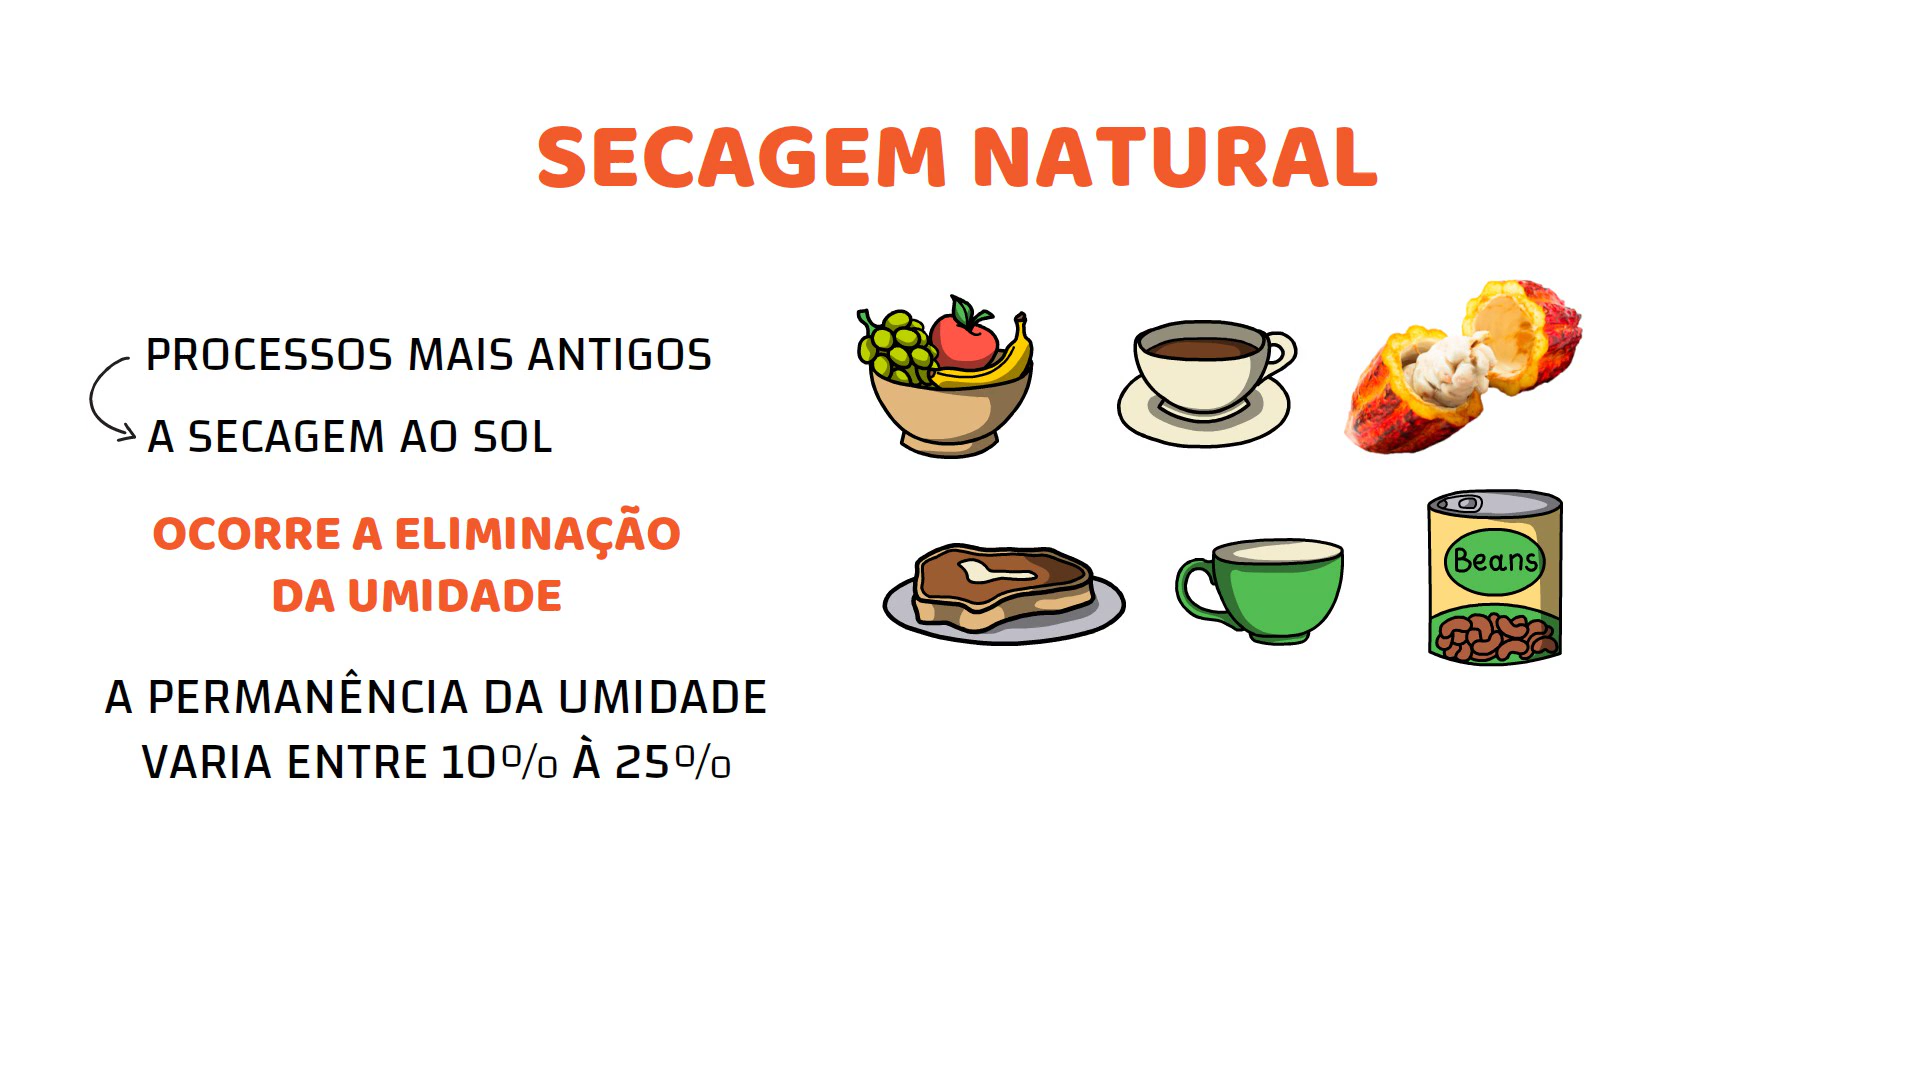 SECAGEM NATURAL
PROCESSOS MAIS ANTIGOS
A SECAGEM AO SOL
OCORRE A ELIMINAÇÃO
DA UMIDADE
A PERMANÊNCIA DA UMIDADE
VARIA ENTRE 10% À 25%
Beans